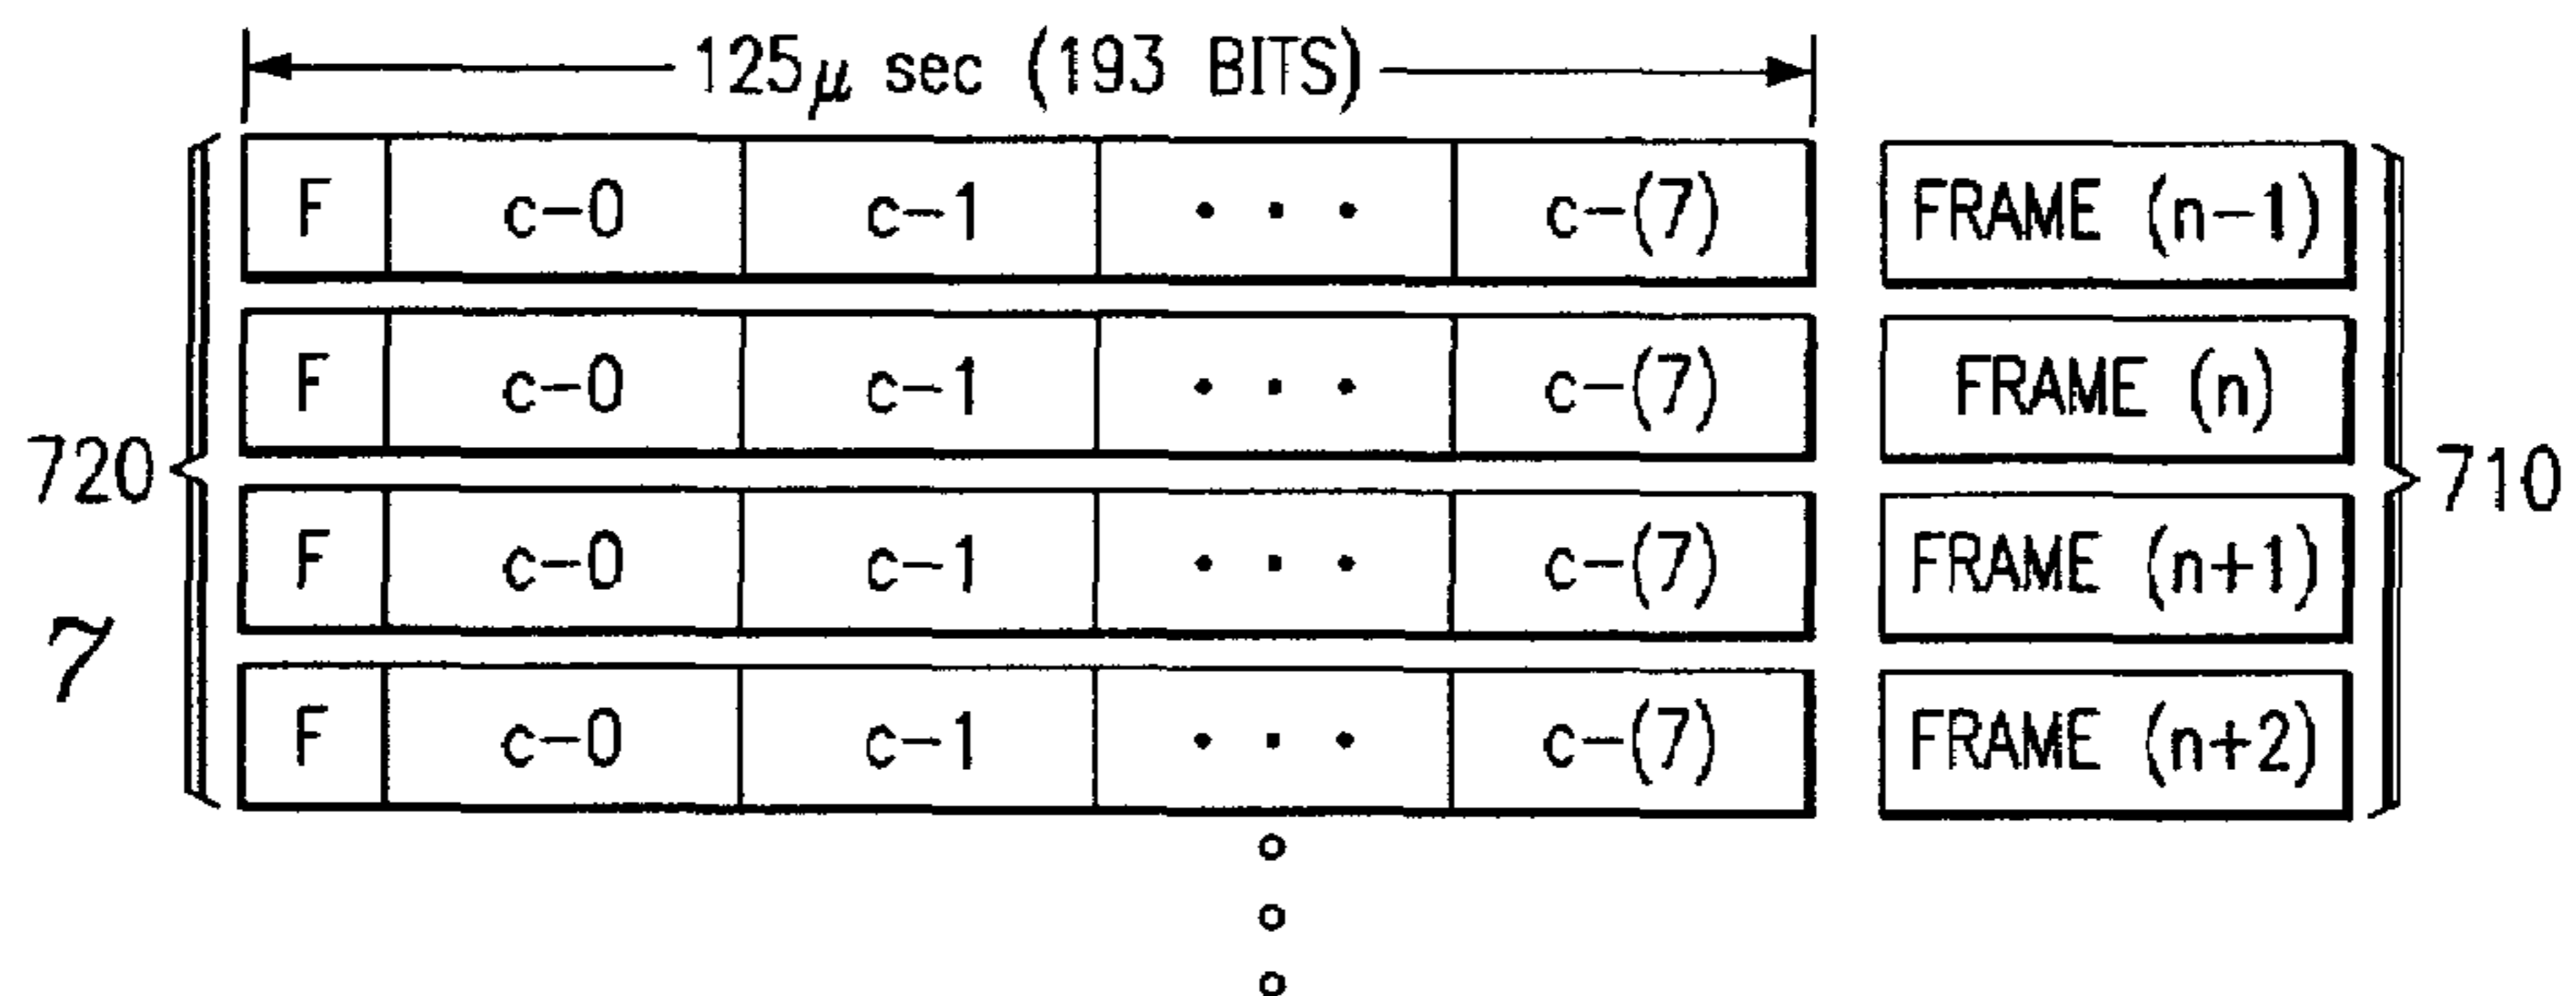 125μ sec (193 BITS)
F c-0 c-1 • • • c-(7) FRAME (n-1)
F c-0 c-1 • • • c-(7) FRAME (n)
720 710
F c-0 c-1 • • • c-(7) FRAME (n+1)
7
F c-0 c-1 • • • c-(7) FRAME (n+2)